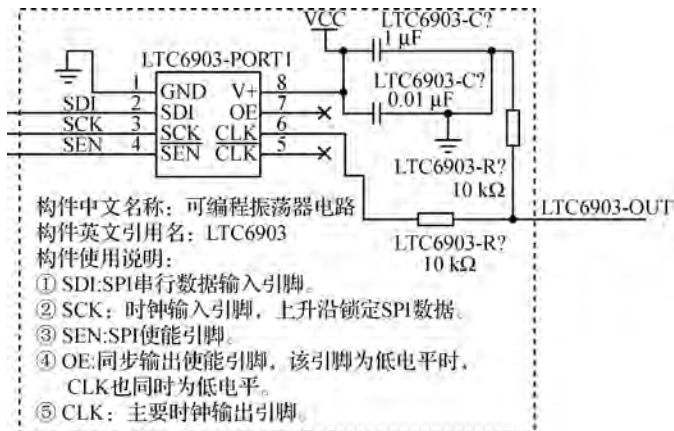 VCC
LTC6903-C?
1 μF
LTC6903-PORT1
LTC6903-C?
0.01 μF
1 GND V+ 8
SDI 2 SDI OE 7
SCK 3 SCK CLK 6
SEN 4 SEN CLK 5
LTC6903-R?
10 kΩ
LTC6903-OUT
LTC6903-R?
10 kΩ
构件中文名称：可编程振荡器电路
构件英文引用名：LTC6903
构件使用说明：
① SDI:SPI串行数据输入引脚。
② SCK：时钟输入引脚，上升沿锁定SPI数据。
③ SEN:SPI使能引脚。
④ OE:同步输出使能引脚，该引脚为低电平时，
CLK也同时为低电平。
⑤ CLK：主要时钟输出引脚。